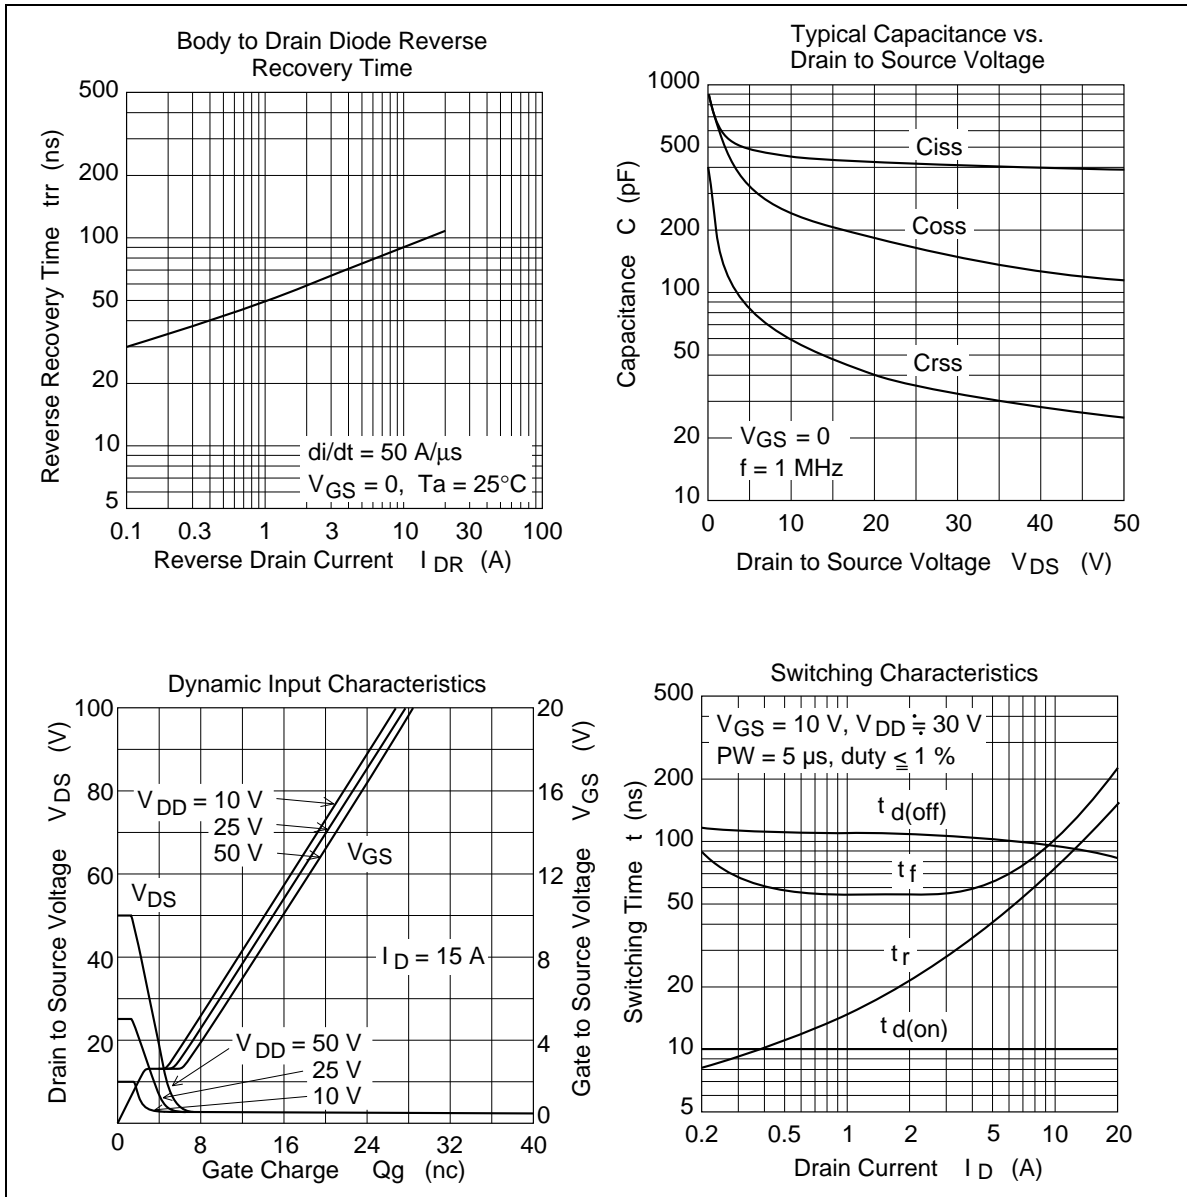 Body to Drain Diode Reverse
Recovery Time
Reverse Recovery Time trr (ns)
500
200
100
50
20
10
5
di/dt = 50 A/µs
VGS = 0, Ta = 25°C
0.1 0.3 1 3 10 30 100
Reverse Drain Current I DR (A)
Typical Capacitance vs.
Drain to Source Voltage
Capacitance C (pF)
1000
500
200
100
50
20
10
Ciss
Coss
Crss
VGS = 0
f = 1 MHz
0 10 20 30 40 50
Drain to Source Voltage VDS (V)
Dynamic Input Characteristics
Drain to Source Voltage VDS (V)
100
80
60
40
20
VDD = 10 V
25 V
50 V
VGS
VDS
I D = 15 A
VDD = 50 V
25 V
10 V
20
16
12
8
4
0
Gate to Source Voltage VGS (V)
0 8 16 24 32 40
Gate Charge Qg (nc)
Switching Characteristics
Switching Time t (ns)
500
200
100
50
20
10
5
VGS = 10 V, VDD ≒ 30 V
PW = 5 µs, duty ≦ 1 %
t d(off)
t f
t r
t d(on)
0.2 0.5 1 2 5 10 20
Drain Current I D (A)